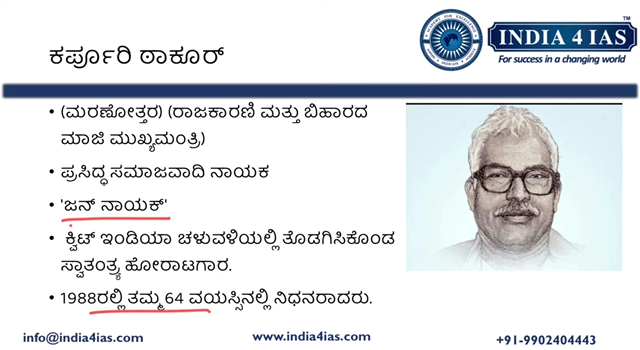 ಕರ್ಪೂರಿ ಠಾಕೂರ್
INDIA 4 IAS
For success in a changing world
• (ಮರಣೋತ್ತರ) (ರಾಜಕಾರಣಿ ಮತ್ತು ಬಿಹಾರದ
ಮಾಜಿ ಮುಖ್ಯಮಂತ್ರಿ)
• ಪ್ರಸಿದ್ಧ ಸಮಾಜವಾದಿ ನಾಯಕ
• 'ಜನ್ ನಾಯಕ್'
• ಕ್ವಿಟ್ ಇಂಡಿಯಾ ಚಳುವಳಿಯಲ್ಲಿ ತೊಡಗಿಸಿಕೊಂಡ
ಸ್ವಾತಂತ್ರ್ಯ ಹೋರಾಟಗಾರ.
• 1988ರಲ್ಲಿ ತಮ್ಮ 64 ವಯಸ್ಸಿನಲ್ಲಿ ನಿಧನರಾದರು.
info@india4ias.com
www.india4ias.com
+91-9902404443